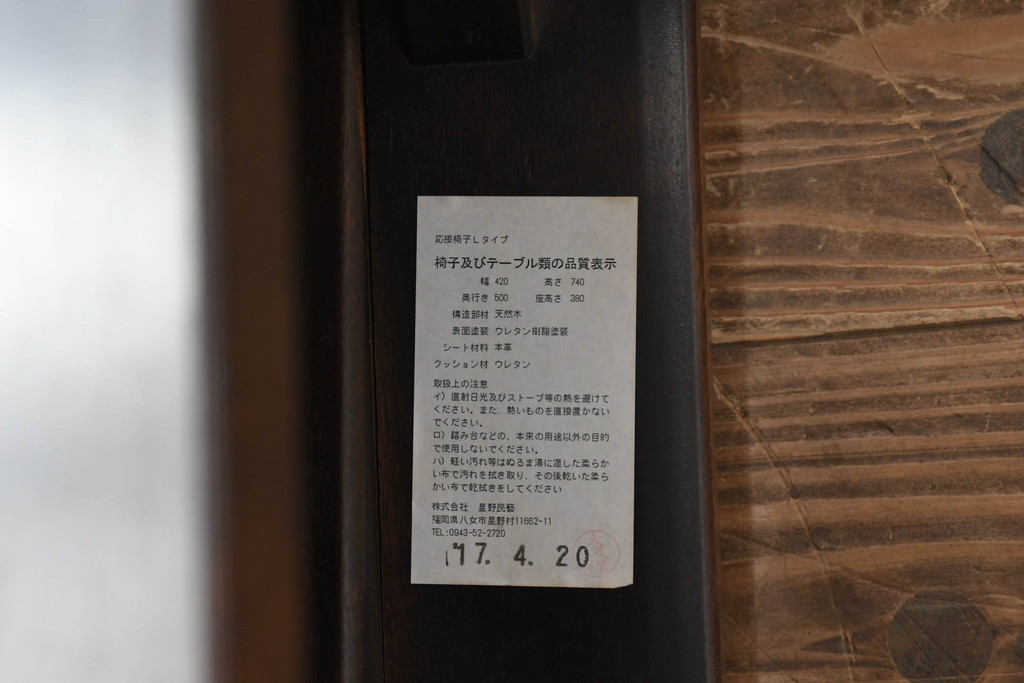 応接椅子Lタイプ
椅子及びテーブル類の品質表示
幅 420 高さ 740
奥行き 500 座高さ 380
構造部材 天然木
表面塗装 ウレタン樹脂塗装
シート材料 本革
クッション材 ウレタン
取扱上の注意
イ）直射日光及びストーブ等の熱を避けて
ください。また、熱いものを直接置かない
でください。
ロ）踏み台などの、本来の用途以外の目的
で使用しないでください。
ハ）軽い汚れ等はぬるま湯に湿した柔らか
い布で汚れを拭き取り、その後乾いた柔ら
かい布で乾拭きをしてください
株式会社 星野民藝
福岡県八女市星野村11662-11
TEL:0943-52-2720
'17. 4. 20